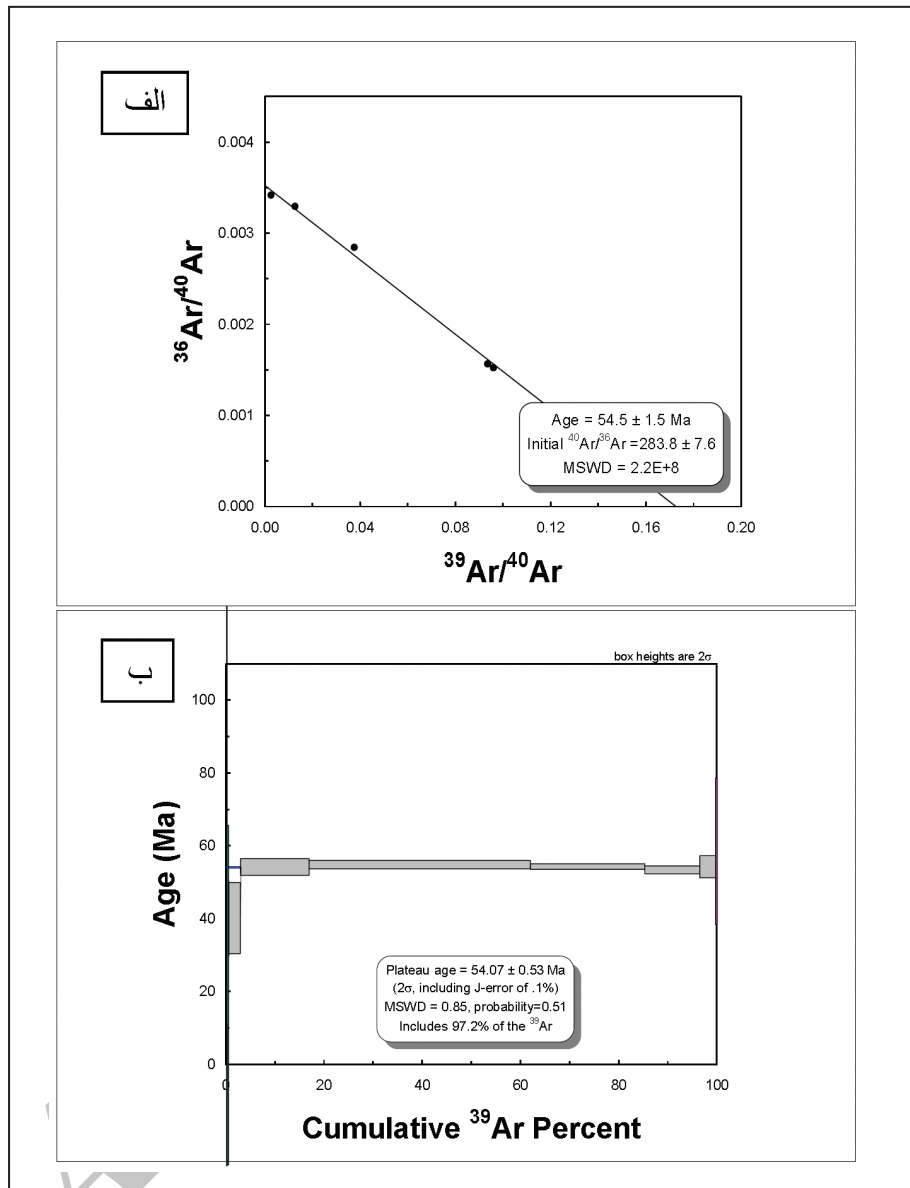 الف
0.004
0.003
0.002
0.001
0.000
³⁶Ar/⁴⁰Ar
Age = 54.5 ± 1.5 Ma
Initial ⁴⁰Ar/³⁶Ar =283.8 ± 7.6
MSWD = 2.2E+8
0.00 0.04 0.08 0.12 0.16 0.20
³⁹Ar/⁴⁰Ar
ب
box heights are 2σ
100
80
60
40
20
0
Age (Ma)
Plateau age = 54.07 ± 0.53 Ma
(2σ, including J-error of .1%)
MSWD = 0.85, probability=0.51
Includes 97.2% of the ³⁹Ar
0 20 40 60 80 100
Cumulative ³⁹Ar Percent